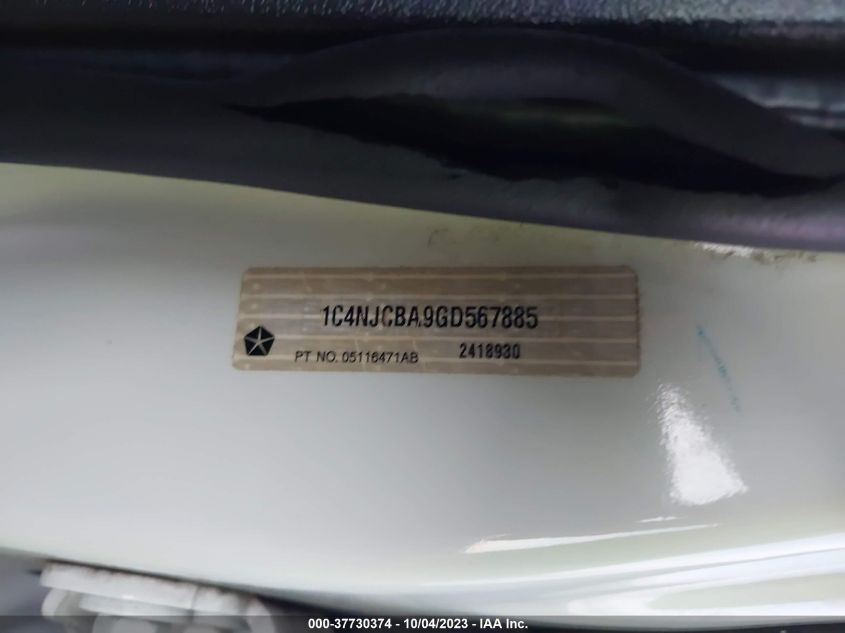 1C4NJCBA9GD567885
PT NO. 05116471AB 2418930
000-37730374 - 10/04/2023 - IAA Inc.